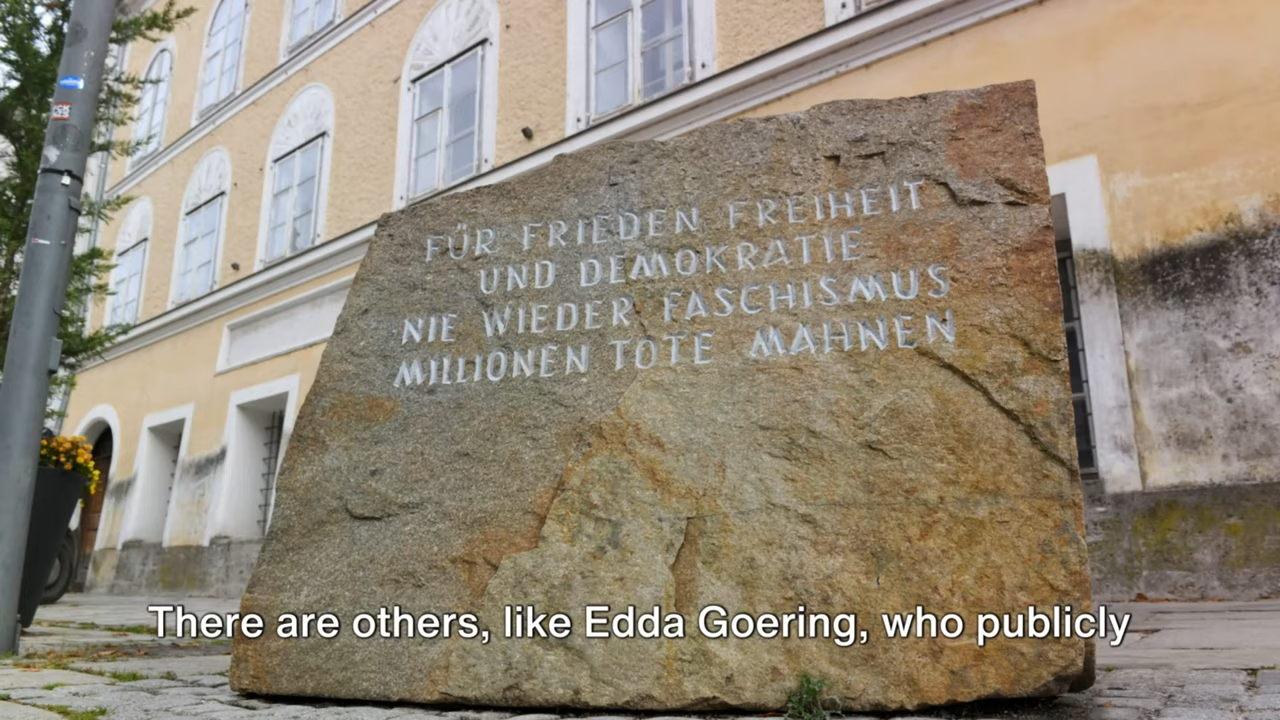 FÜR FRIEDEN FREIHEIT
UND DEMOKRATIE
NIE WIEDER FASCHISMUS
MILLIONEN TOTE MAHNEN
There are others, like Edda Goering, who publicly